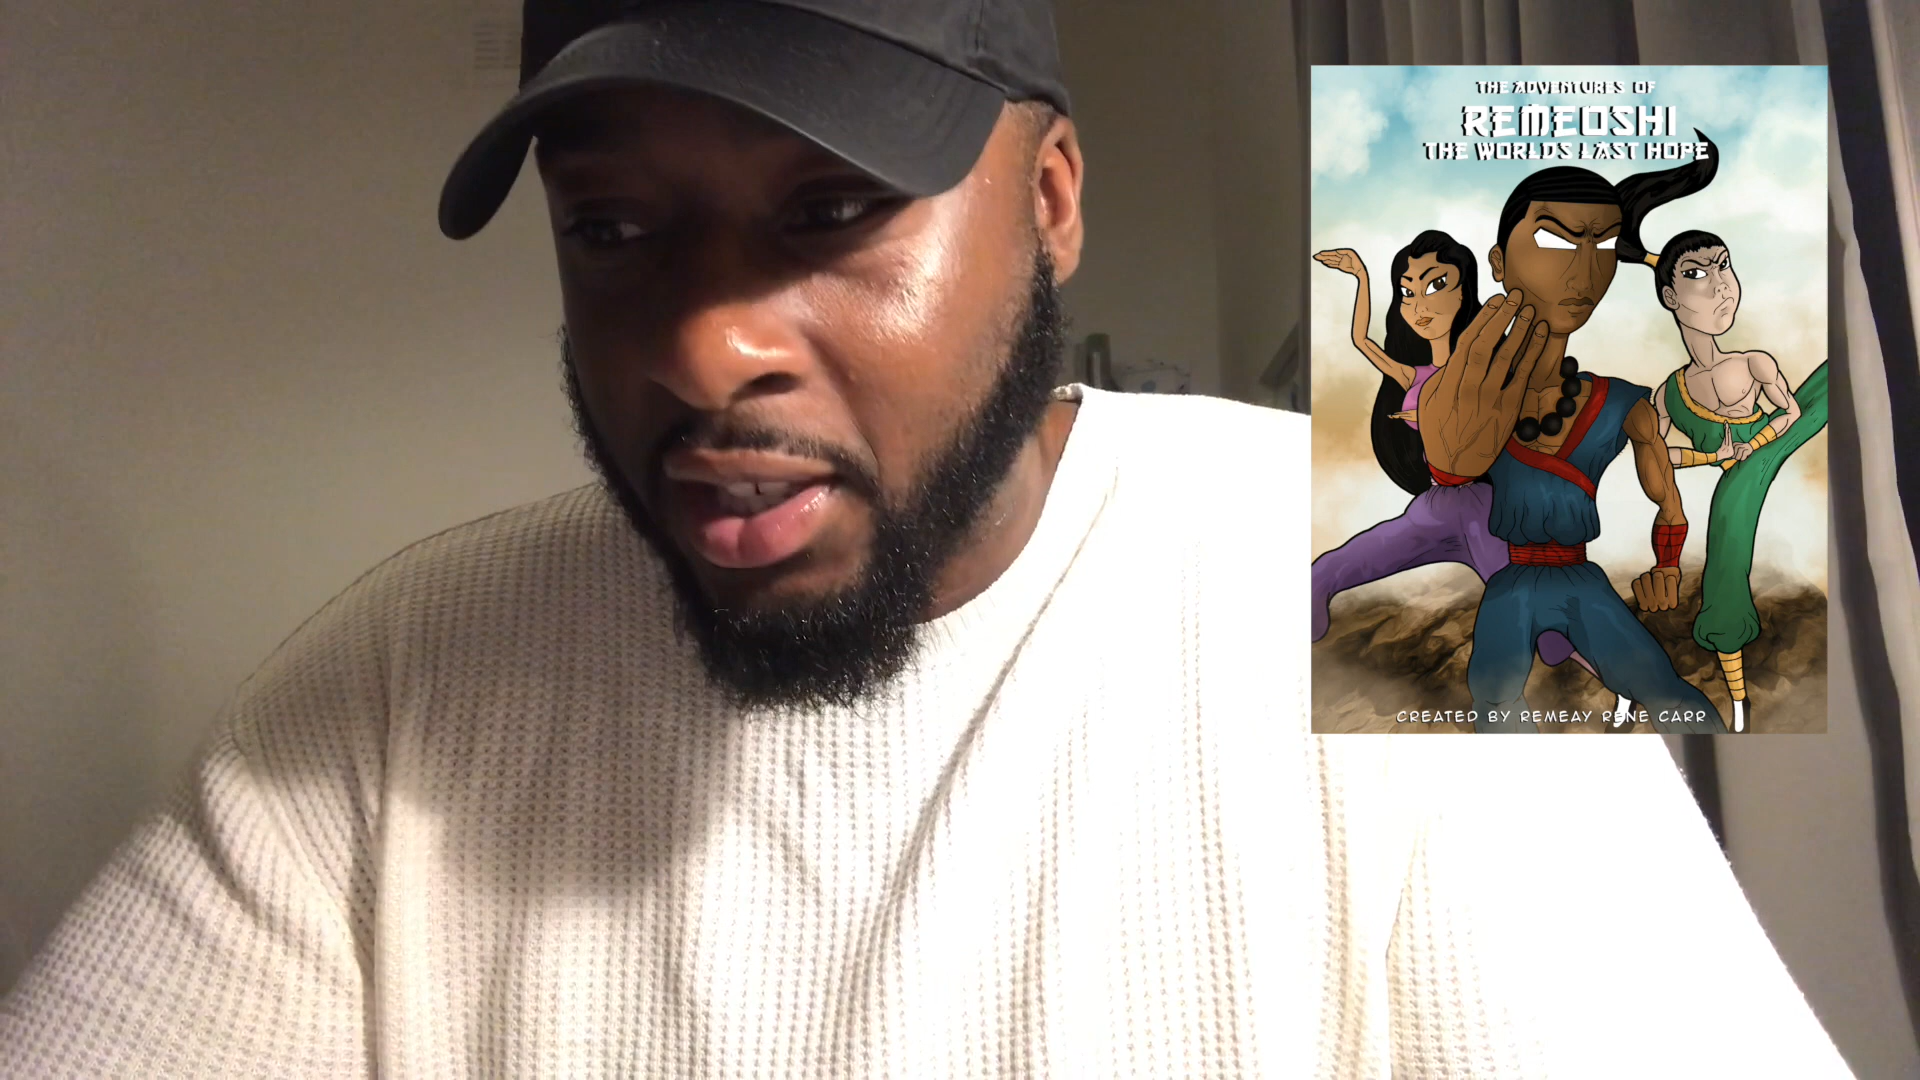 THE ADVENTURES OF
REMEOSHI
THE WORLDS LAST HOPE
CREATED BY REMEAY RENE CARR